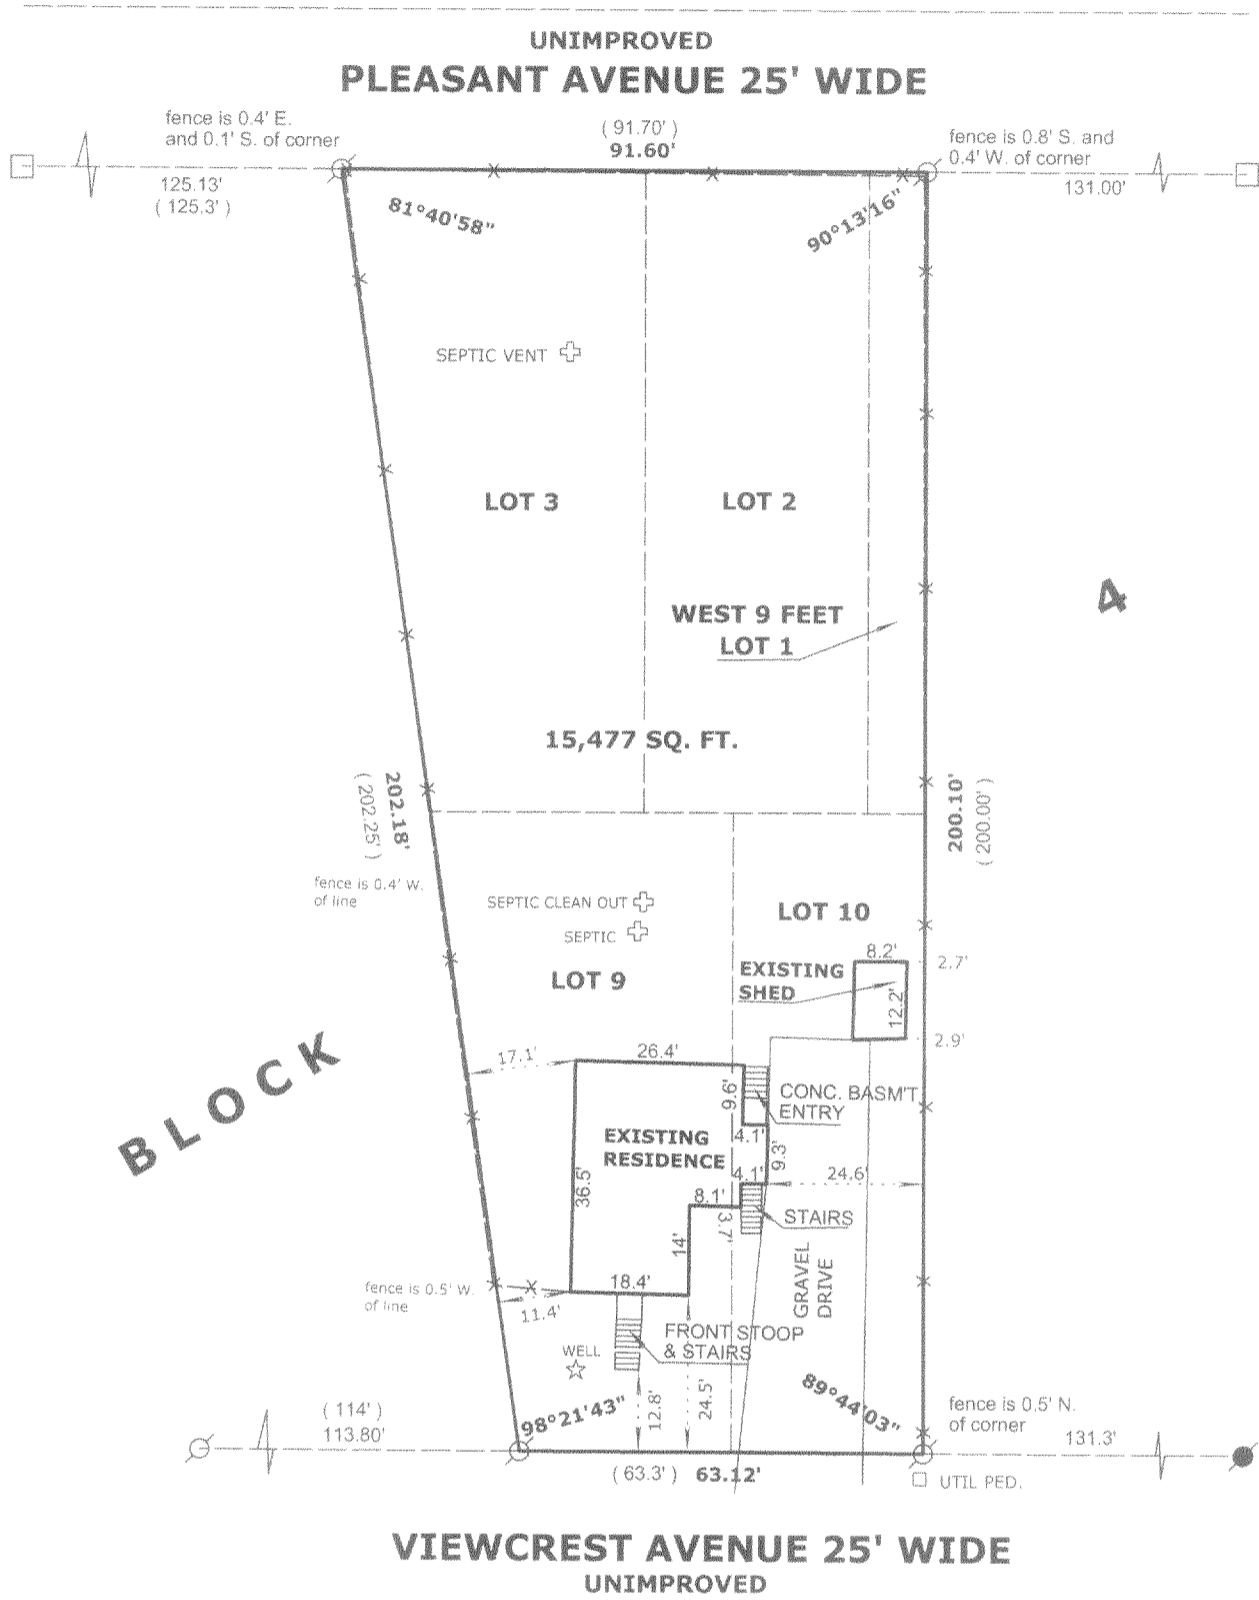 UNIMPROVED
PLEASANT AVENUE 25' WIDE
fence is 0.4' E.
and 0.1' S. of corner
( 91.70' )
91.60'
fence is 0.8' S. and
0.4' W. of corner
125.13'
( 125.3' )
131.00'
81°40'58"
90°13'16"
SEPTIC VENT
LOT 3
LOT 2
4
WEST 9 FEET
LOT 1
15,477 SQ. FT.
202.18'
( 202.25' )
200.10'
( 200.00' )
fence is 0.4' W.
of line
SEPTIC CLEAN OUT
SEPTIC
LOT 10
LOT 9
8.2'
2.7'
EXISTING
SHED
12.2'
2.9'
BLOCK
17.1'
26.4'
9.6'
CONC. BASM'T
ENTRY
4.1'
EXISTING
RESIDENCE
9.3'
36.5'
4.1'
24.6'
8.1'
3.7'
STAIRS
14'
GRAVEL
DRIVE
18.4'
fence is 0.5' W.
of line
11.4'
FRONT STOOP
& STAIRS
WELL
12.8'
24.5'
98°21'43"
89°44'03"
fence is 0.5' N.
of corner
( 114' )
113.80'
131.3'
( 63.3' ) 63.12'
UTIL PED.
VIEWCREST AVENUE 25' WIDE
UNIMPROVED